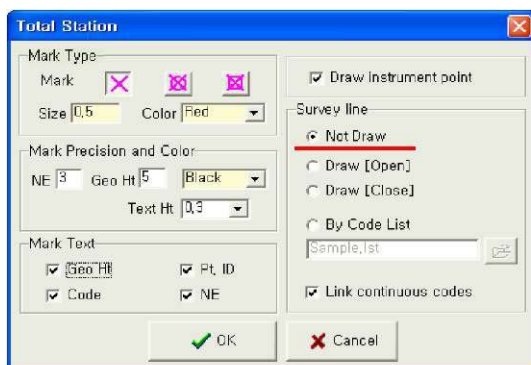 Total Station
Mark Type
Mark
Size 0,5 Color Red
Mark Precision and Color
NE 3 Geo Ht 5 Black
Text Ht 0,3
Mark Text
Geo Ht Pt, ID
Code NE
Draw Instrument point
Survey line
Not Draw
Draw [Open]
Draw [Close]
By Code List
Sample,lst
Link continuous codes
OK Cancel